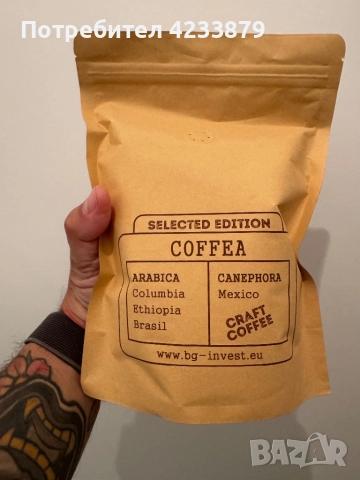 Потребител 4233879
SELECTED EDITION
COFFEA
ARABICA
Columbia
Ethiopia
Brasil
CANEPHORA
Mexico
CRAFT
COFFEE
www.bg-invest.eu
BAZAR